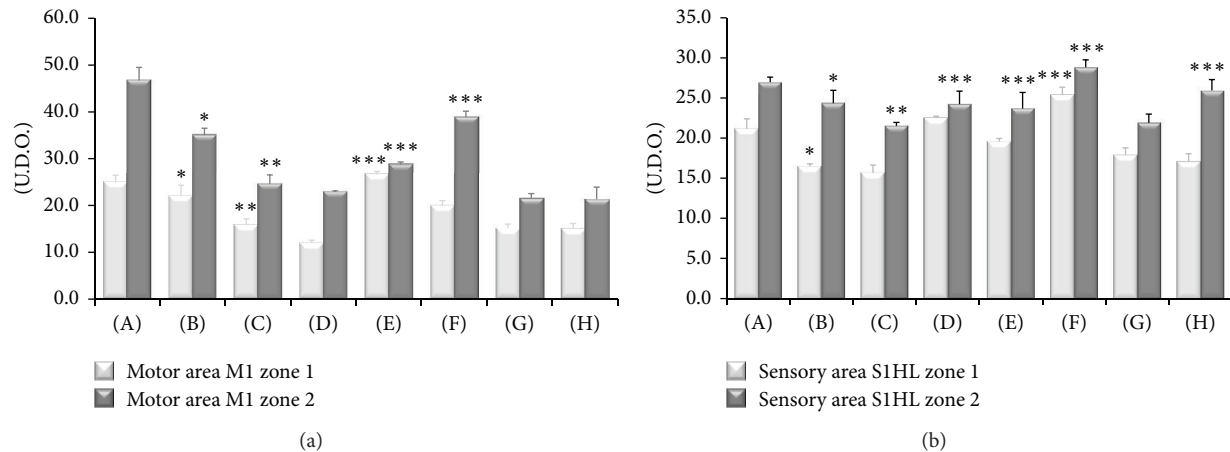 60.0
50.0
40.0
30.0
20.0
10.0
0.0
(U.D.O.)
* * * ** ** *** *** ***
(A) (B) (C) (D) (E) (F) (G) (H)
Motor area M1 zone 1
Motor area M1 zone 2
(a)
35.0
30.0
25.0
20.0
15.0
10.0
5.0
0.0
(U.D.O.)
* * ** *** *** *** *** ***
(A) (B) (C) (D) (E) (F) (G) (H)
Sensory area S1HL zone 1
Sensory area S1HL zone 2
(b)